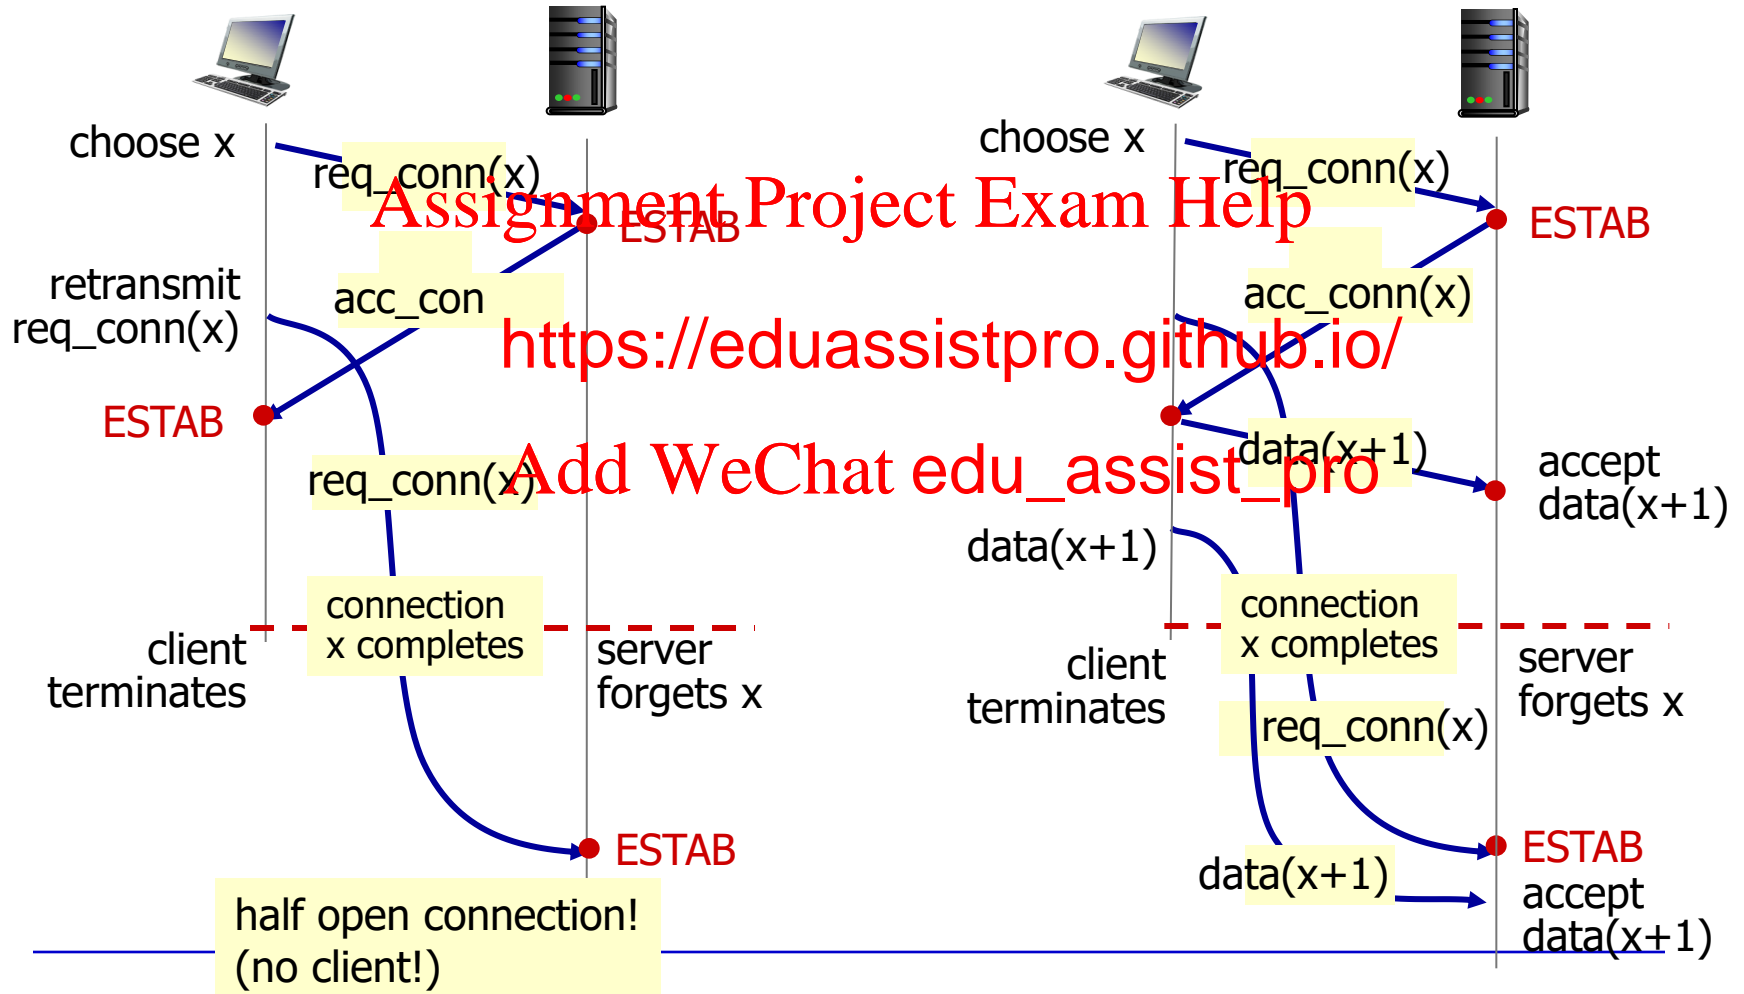 choose x
req_conn(x)
ESTAB
retransmit
req_conn(x)
acc_con
ESTAB
req_conn(x)
connection
x completes
client
terminates
server
forgets x
ESTAB
half open connection!
(no client!)
Assignment Project Exam Help
https://eduassistpro.github.io/
Add WeChat edu_assist_pro
choose x
req_conn(x)
ESTAB
acc_conn(x)
data(x+1)
accept
data(x+1)
data(x+1)
connection
x completes
client
terminates
server
forgets x
req_conn(x)
ESTAB
data(x+1)
accept
data(x+1)